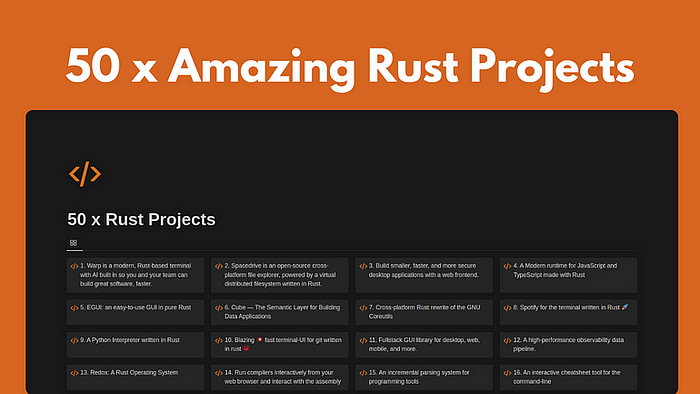 50 x Amazing Rust Projects
</>
50 x Rust Projects
</> 1. Warp is a modern, Rust-based terminal
with AI built in so you and your team can
build great software, faster.
</> 2. Spacedrive is an open-source cross-
platform file explorer, powered by a virtual
distributed filesystem written in Rust.
</> 3. Build smaller, faster, and more secure
desktop applications with a web frontend.
</> 4. A Modern runtime for JavaScript and
TypeScript made with Rust
</> 5. EGUI: an easy-to-use GUI in pure Rust
</> 6. Cube — The Semantic Layer for Building
Data Applications
</> 7. Cross-platform Rust rewrite of the GNU
Coreutils
</> 8. Spotify for the terminal written in Rust 🚀
</> 9. A Python Interpreter written in Rust
</> 10. Blazing 💥 fast terminal-UI for git written
in rust 🦀
</> 11. Fullstack GUI library for desktop, web,
mobile, and more.
</> 12. A high-performance observability data
pipeline.
</> 13. Redox: A Rust Operating System
</> 14. Run compilers interactively from your
web browser and interact with the assembly
</> 15. An incremental parsing system for
programming tools
</> 16. An interactive cheatsheet tool for the
command-line